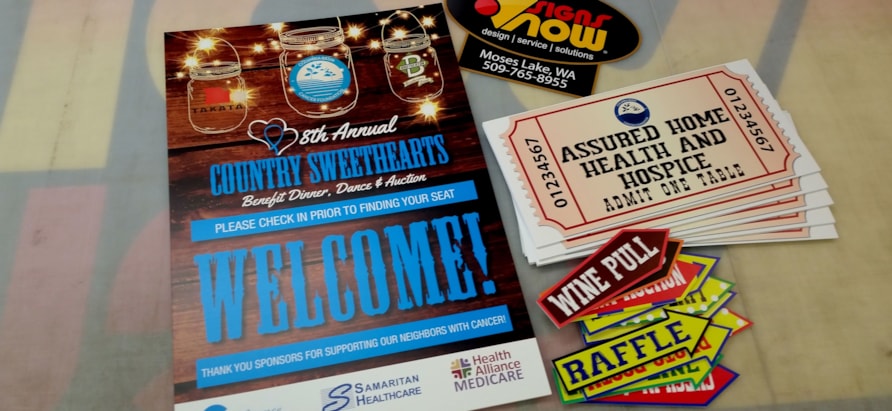 TAKATA
8th Annual
COUNTRY SWEETHEARTS
Benefit Dinner, Dance & Auction
PLEASE CHECK IN PRIOR TO FINDING YOUR SEAT
WELCOME!
THANK YOU SPONSORS FOR SUPPORTING OUR NEIGHBORS WITH CANCER!
SAMARITAN
HEALTHCARE
Health
Alliance
MEDICARE
SIGNS
NOW
design | service | solutions
Moses Lake, WA
509-765-8955
01234567
ASSURED HOME
HEALTH AND
HOSPICE
ADMIT ONE TABLE
01234567
WINE PULL
RAFFLE